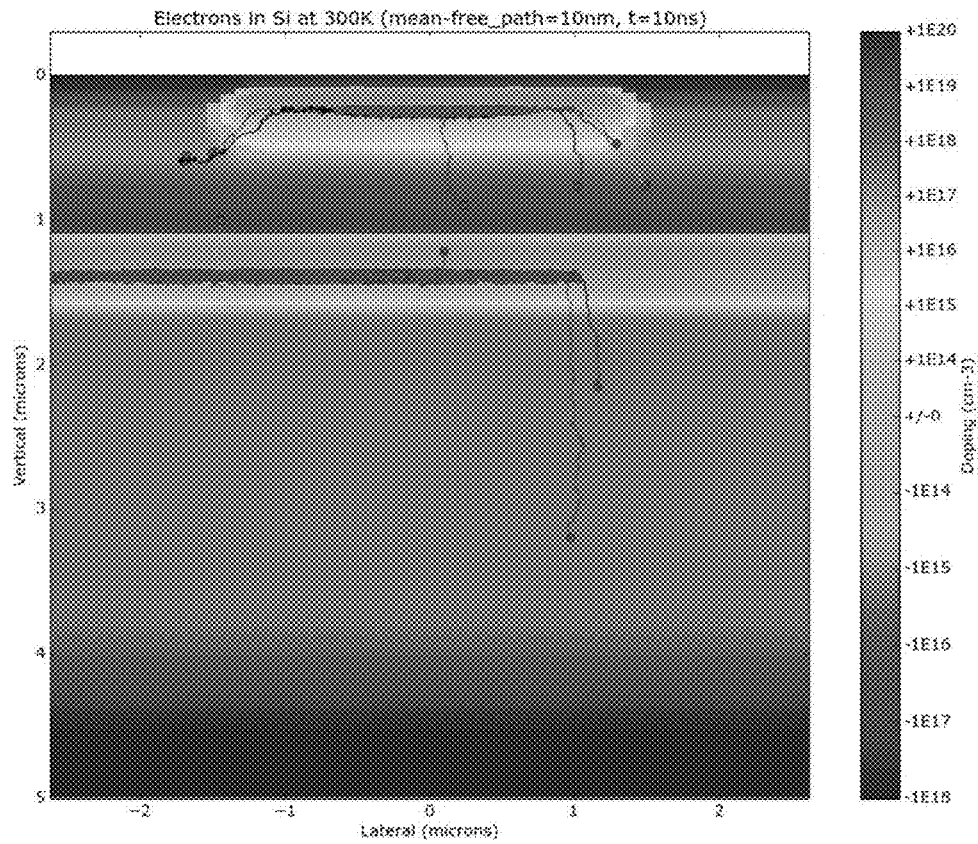 Electrons in Si at 300K (mean-free_path=10nm, t=10ns)
+1E20
0
+1E19
+1E18
+1E17
1
+1E16
+1E15
2
+1E14
+/-0
Vertical (microns)
Doping (cm-3)
-1E14
3
-1E15
4
-1E16
-1E17
5
-1E18
-2
-1
0
1
2
Lateral (microns)